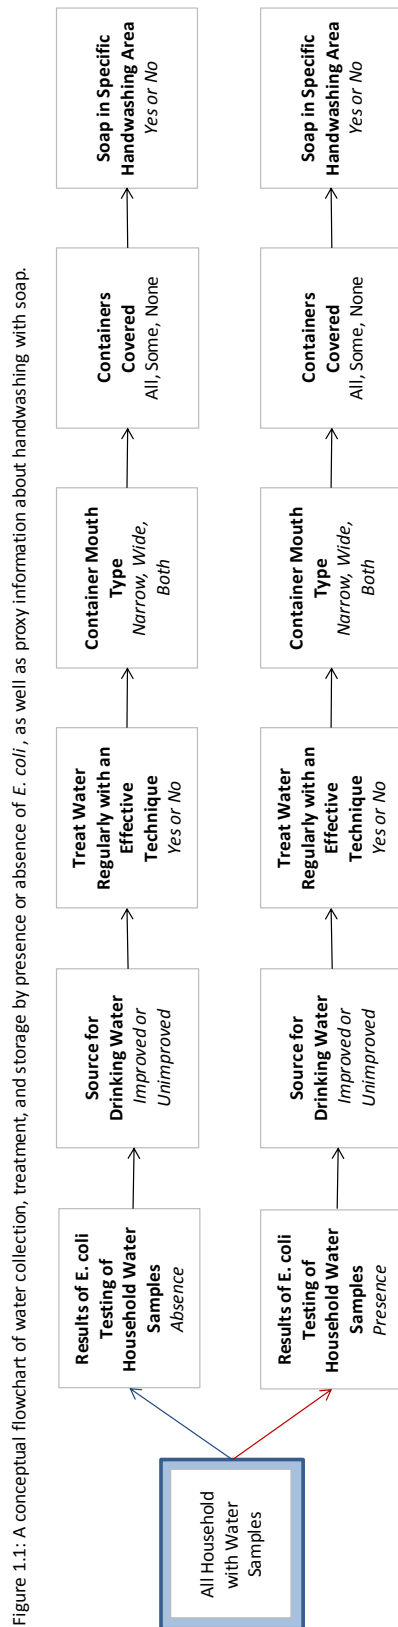 Figure 1.1: A conceptual flowchart of water collection, treatment, and storage by presence or absence of E. coli, as well as proxy information about handwashing with soap.
All Household
with Water
Samples
Results of E. coli
Testing of
Household Water
Samples
Absence
Source for
Drinking Water
Improved or
Unimproved
Treat Water
Regularly with an
Effective
Technique
Yes or No
Container Mouth
Type
Narrow, Wide,
Both
Containers
Covered
All, Some, None
Soap in Specific
Handwashing Area
Yes or No
Results of E. coli
Testing of
Household Water
Samples
Presence
Source for
Drinking Water
Improved or
Unimproved
Treat Water
Regularly with an
Effective
Technique
Yes or No
Container Mouth
Type
Narrow, Wide,
Both
Containers
Covered
All, Some, None
Soap in Specific
Handwashing Area
Yes or No